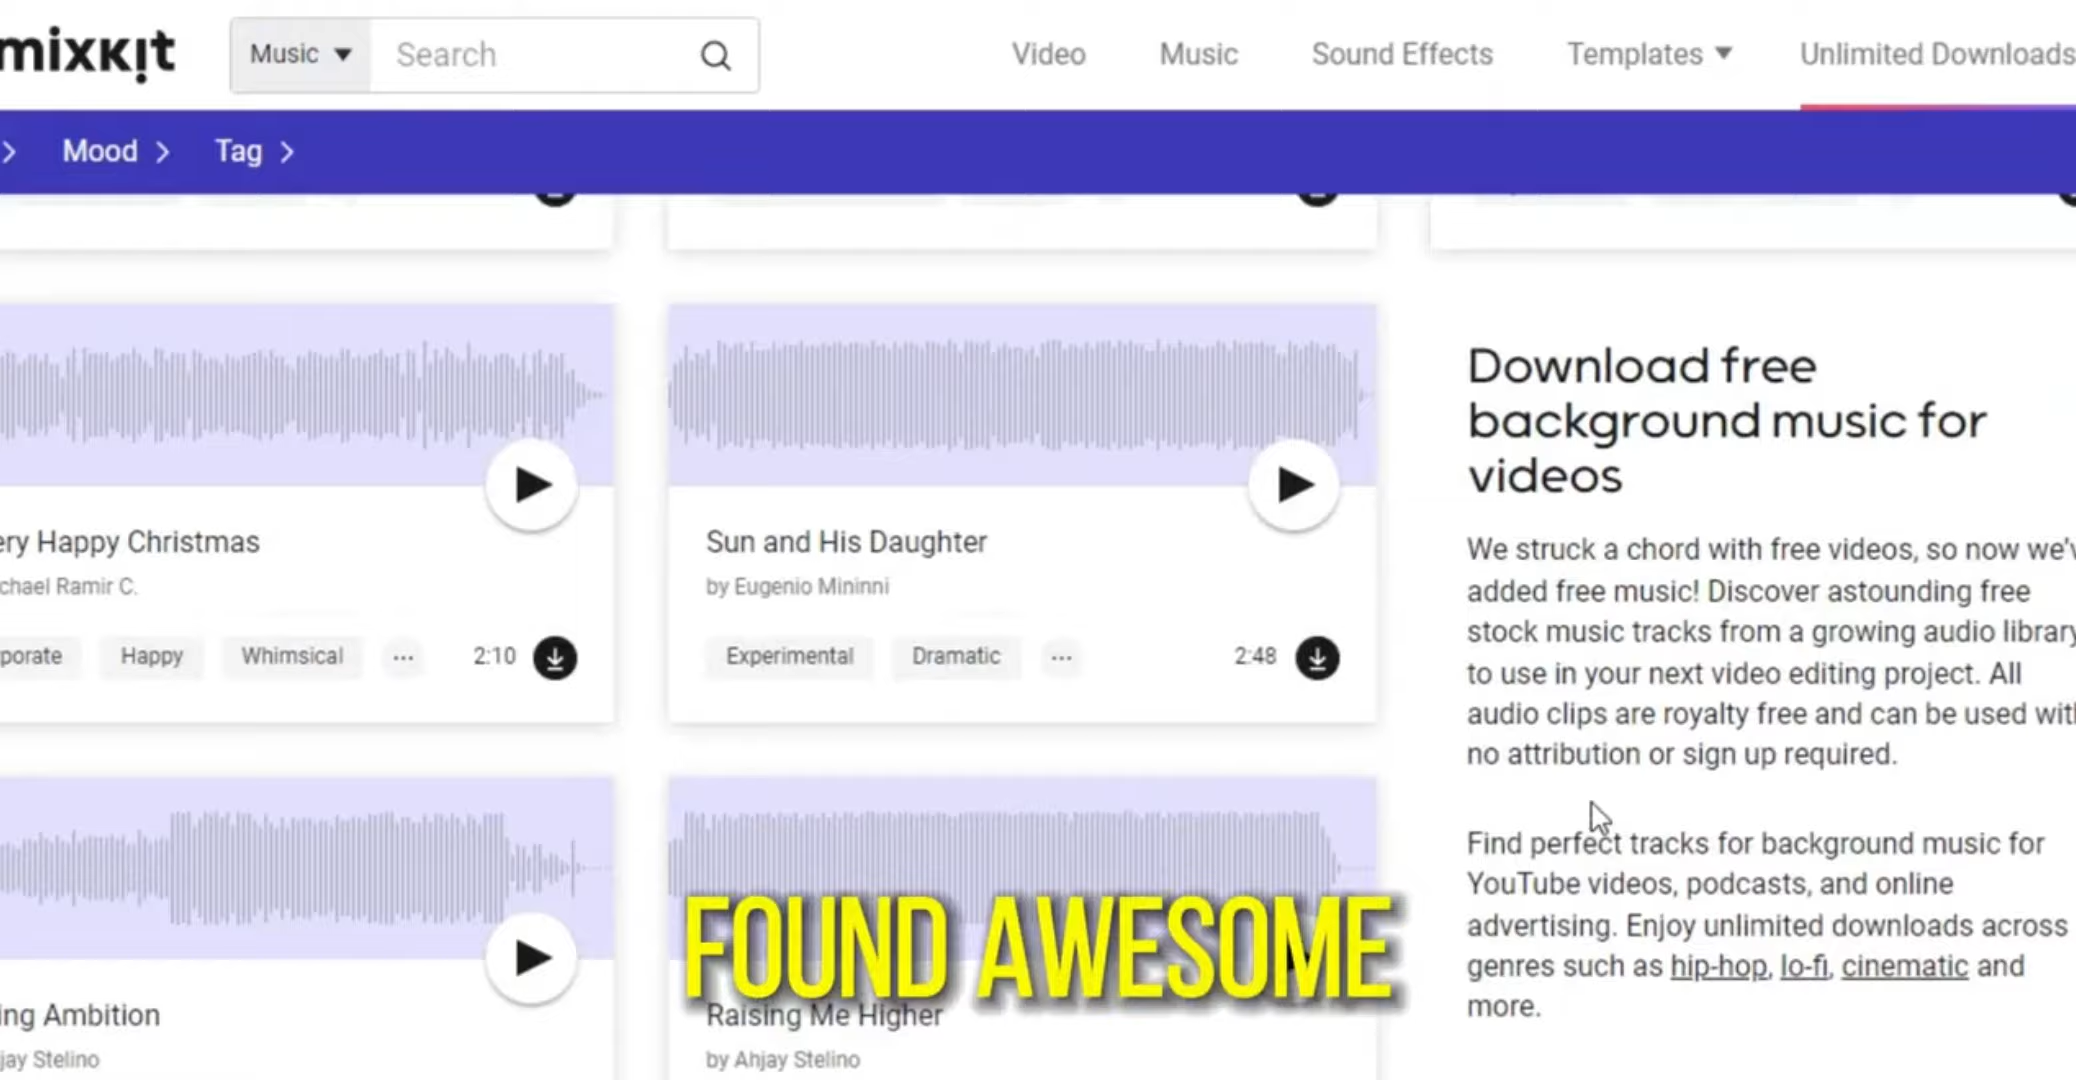 mixkit
Music
Search
Video
Music
Sound Effects
Templates
Unlimited Downloads
Mood
Tag
ery Happy Christmas
chael Ramir C.
porate
Happy
Whimsical
...
2:10
Sun and His Daughter
by Eugenio Mininni
Experimental
Dramatic
...
2:48
Download free
background music for
videos
We struck a chord with free videos, so now we'v
added free music! Discover astounding free
stock music tracks from a growing audio library
to use in your next video editing project. All
audio clips are royalty free and can be used with
no attribution or sign up required.
Find perfect tracks for background music for
YouTube videos, podcasts, and online
advertising. Enjoy unlimited downloads across
genres such as hip-hop, lo-fi, cinematic and
more.
ing Ambition
jay Stelino
FOUND AWESOME
Raising Me Higher
by Ahjay Stelino